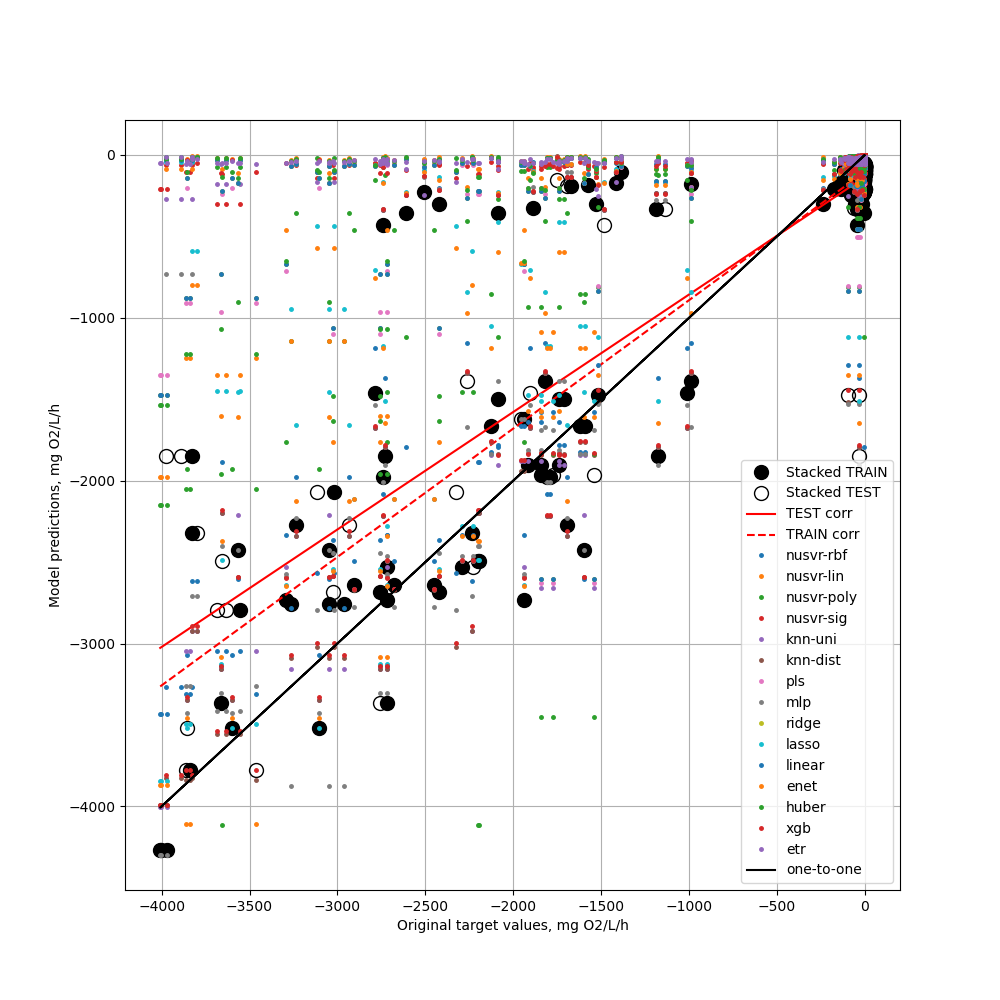 0
−1000
−2000
−3000
−4000
Model predictions, mg O2/L/h
−4000 −3500 −3000 −2500 −2000 −1500 −1000 −500 0
Original target values, mg O2/L/h
Stacked TRAIN
Stacked TEST
TEST corr
TRAIN corr
nusvr-rbf
nusvr-lin
nusvr-poly
nusvr-sig
knn-uni
knn-dist
pls
mlp
ridge
lasso
linear
enet
huber
xgb
etr
one-to-one